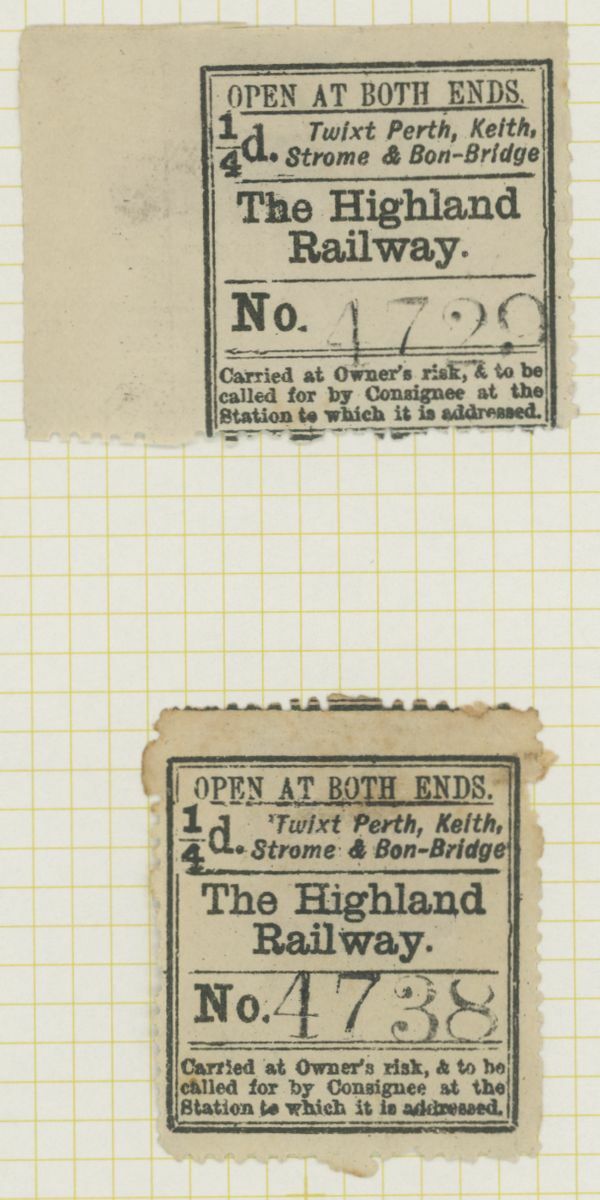 OPEN AT BOTH ENDS.
1/4d. Twixt Perth, Keith,
Strome & Bon-Bridge
The Highland
Railway.
No. 4729
Carried at Owner's risk, & to be
called for by Consignee at the
Station to which it is addressed.
OPEN AT BOTH ENDS.
1/4d. 'Twixt Perth, Keith,
Strome & Bon-Bridge
The Highland
Railway.
No. 4738
Carried at Owner's risk, & to be
called for by Consignee at the
Station to which it is addressed.